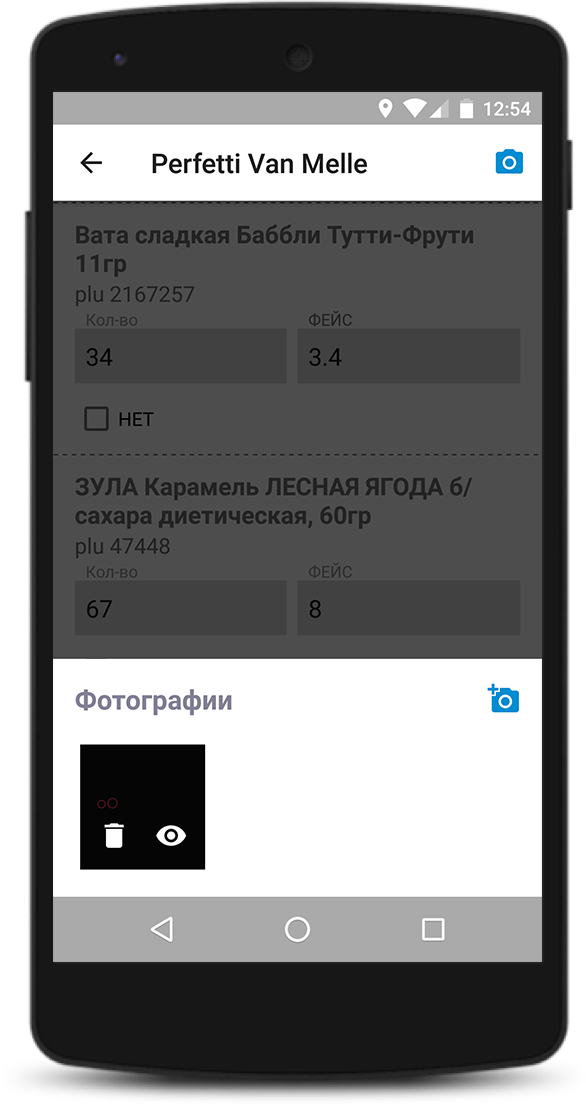 12:54
Perfetti Van Melle
Вата сладкая Баббли Тутти-Фрути
11гр
plu 2167257
Кол-во ФЕЙС
34 3.4
НЕТ
ЗУЛА Карамель ЛЕСНАЯ ЯГОДА б/
сахара диетическая, 60гр
plu 47448
Кол-во ФЕЙС
67 8
Фотографии